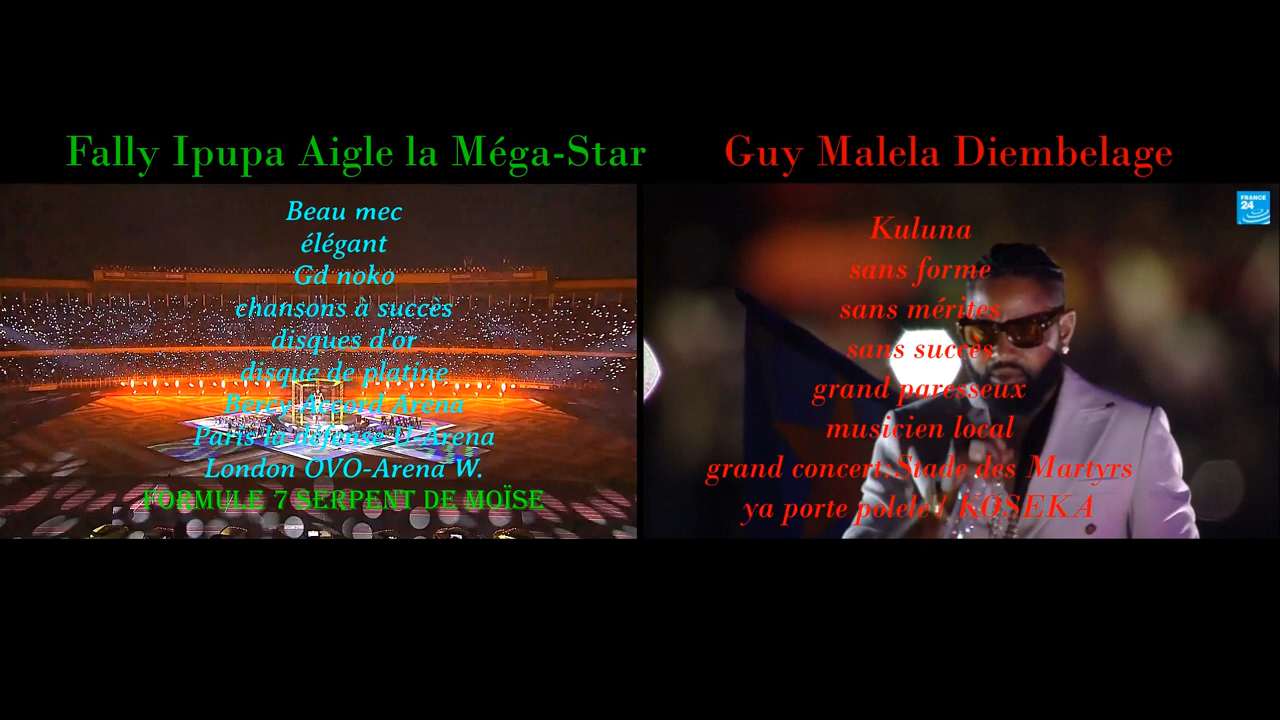 Fally Ipupa Aigle la Méga-Star
Beau mec
élégant
Gd noko
chansons à succès
disques d'or
disque de platine
Bercy Accord Arena
Paris la défense U-Arena
London OVO-Arena W.
FORMULE 7 SERPENT DE MOÏSE
Guy Malela Diembelage
FRANCE
24
Kuluna
sans forme
sans mérites
sans succès
grand paresseux
musicien local
grand concert:Stade des Martyrs
ya porte polele / KOSEKA